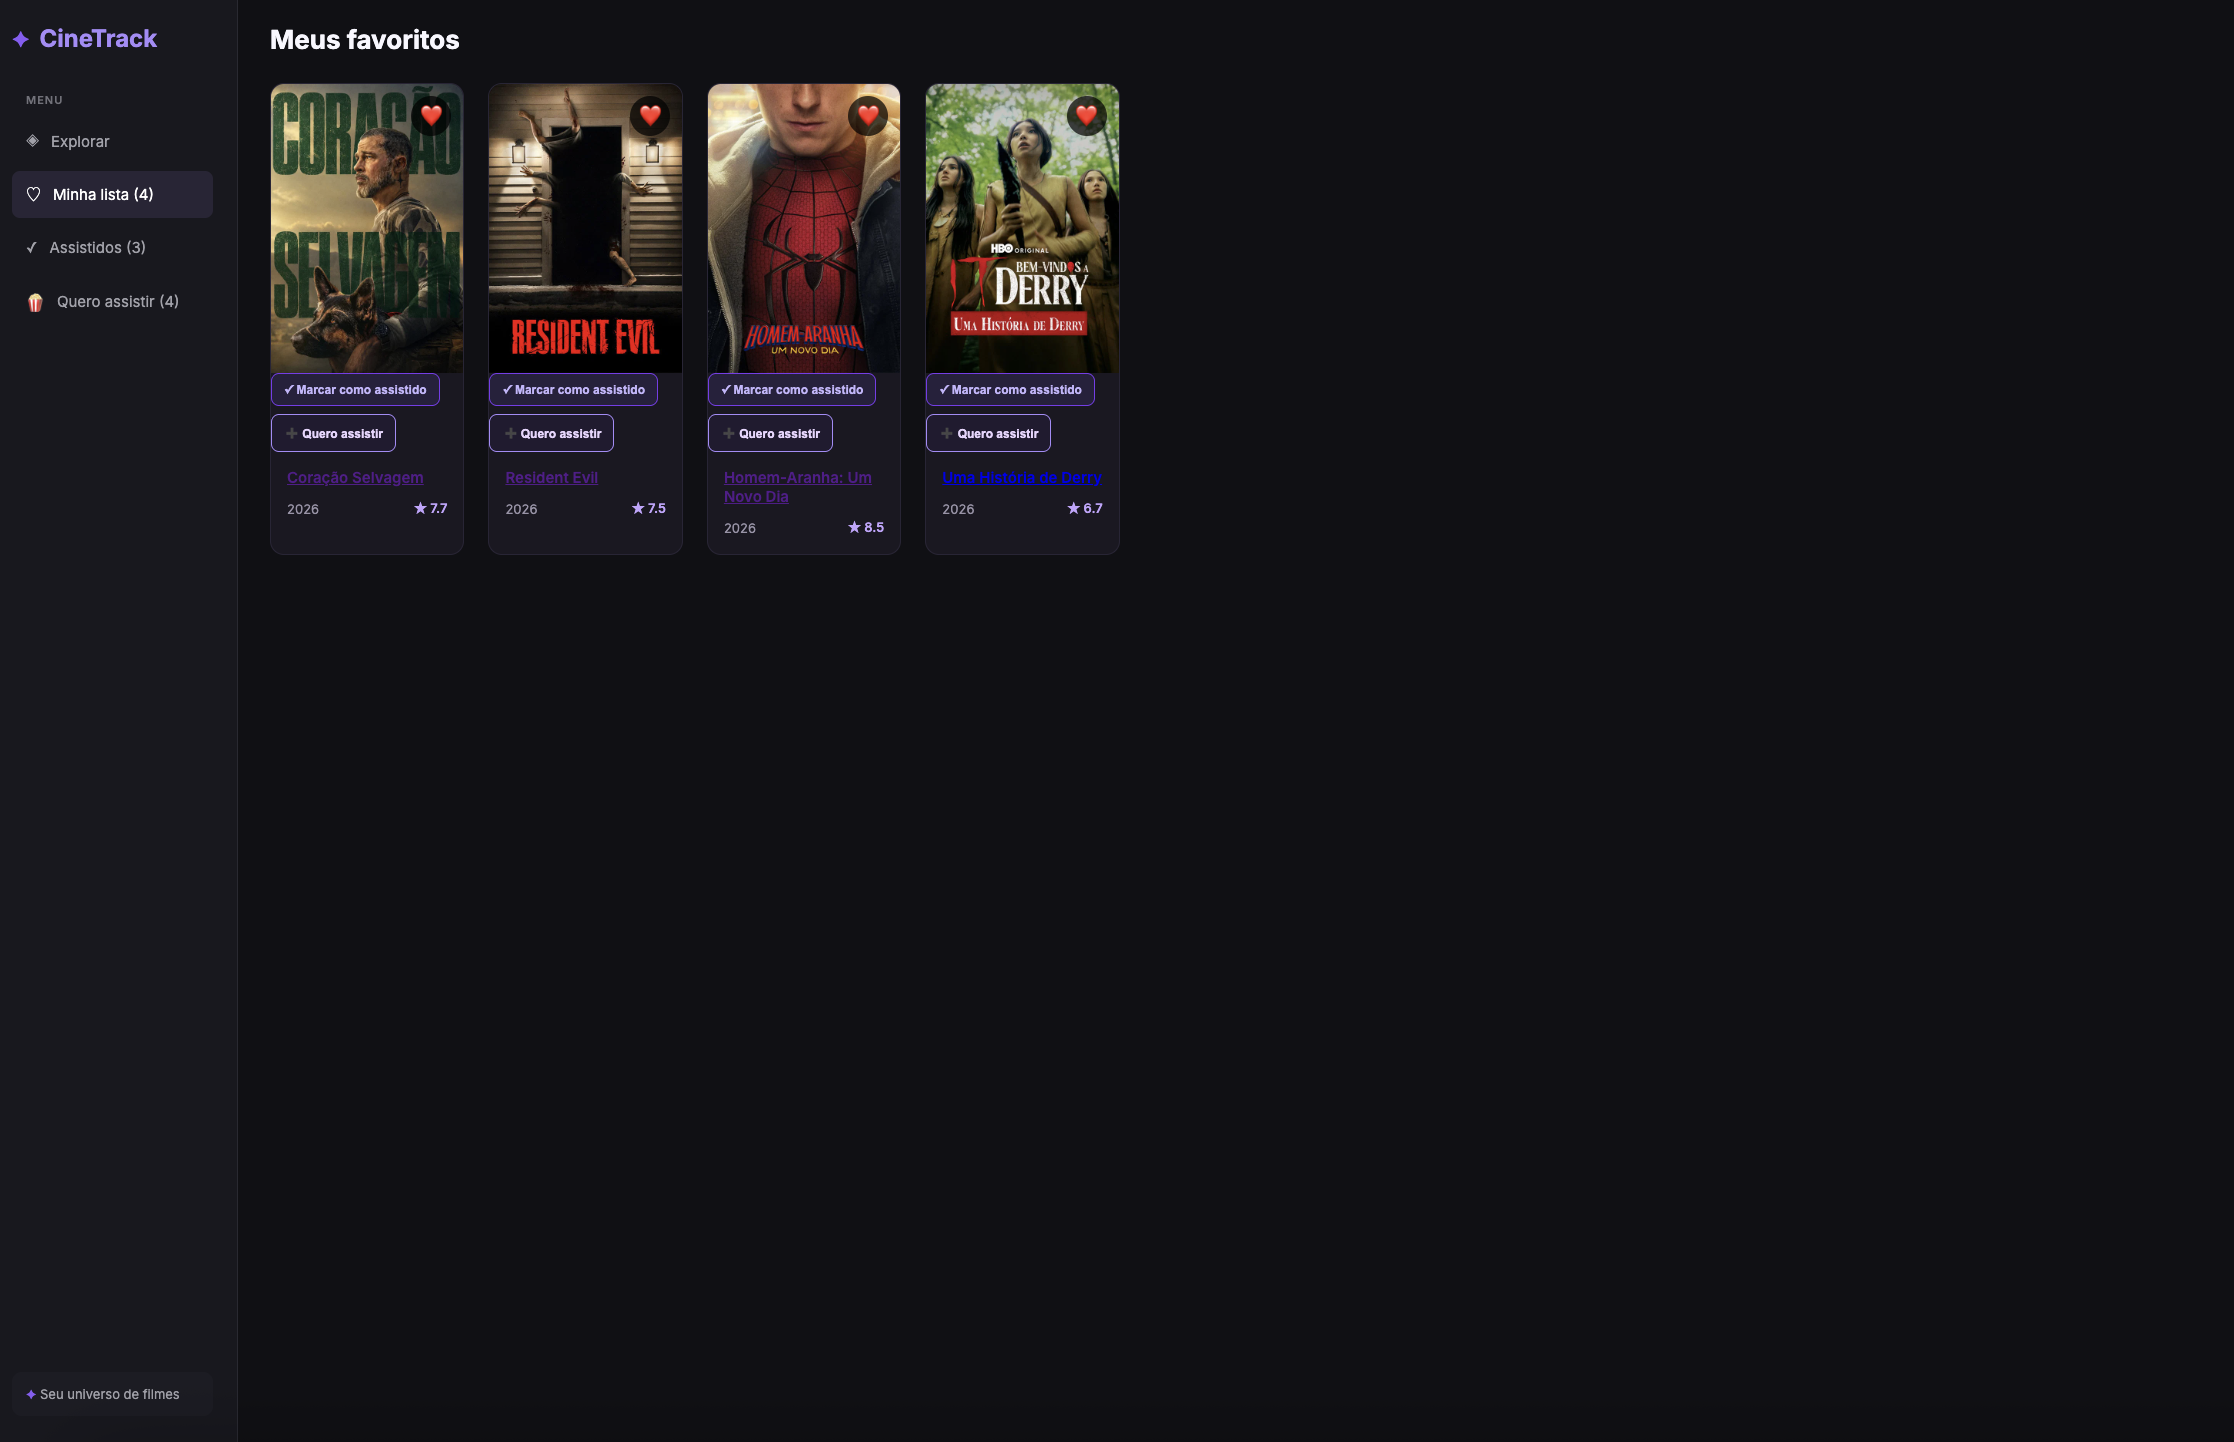 ✦ CineTrack
MENU
◈ Explorar
♡ Minha lista (4)
✓ Assistidos (3)
🍿 Quero assistir (4)
✦ Seu universo de filmes
Meus favoritos
CORAÇÃO
SELVAGEM
✓ Marcar como assistido
+ Quero assistir
Coração Selvagem
2026 ★ 7.7
RESIDENT EVIL
✓ Marcar como assistido
+ Quero assistir
Resident Evil
2026 ★ 7.5
HOMEM-ARANHA
UM NOVO DIA
✓ Marcar como assistido
+ Quero assistir
Homem-Aranha: Um
Novo Dia
2026 ★ 8.5
HBO ORIGINAL
IT BEM-VINDOS A
DERRY
UMA HISTÓRIA DE DERRY
✓ Marcar como assistido
+ Quero assistir
Uma História de Derry
2026 ★ 6.7